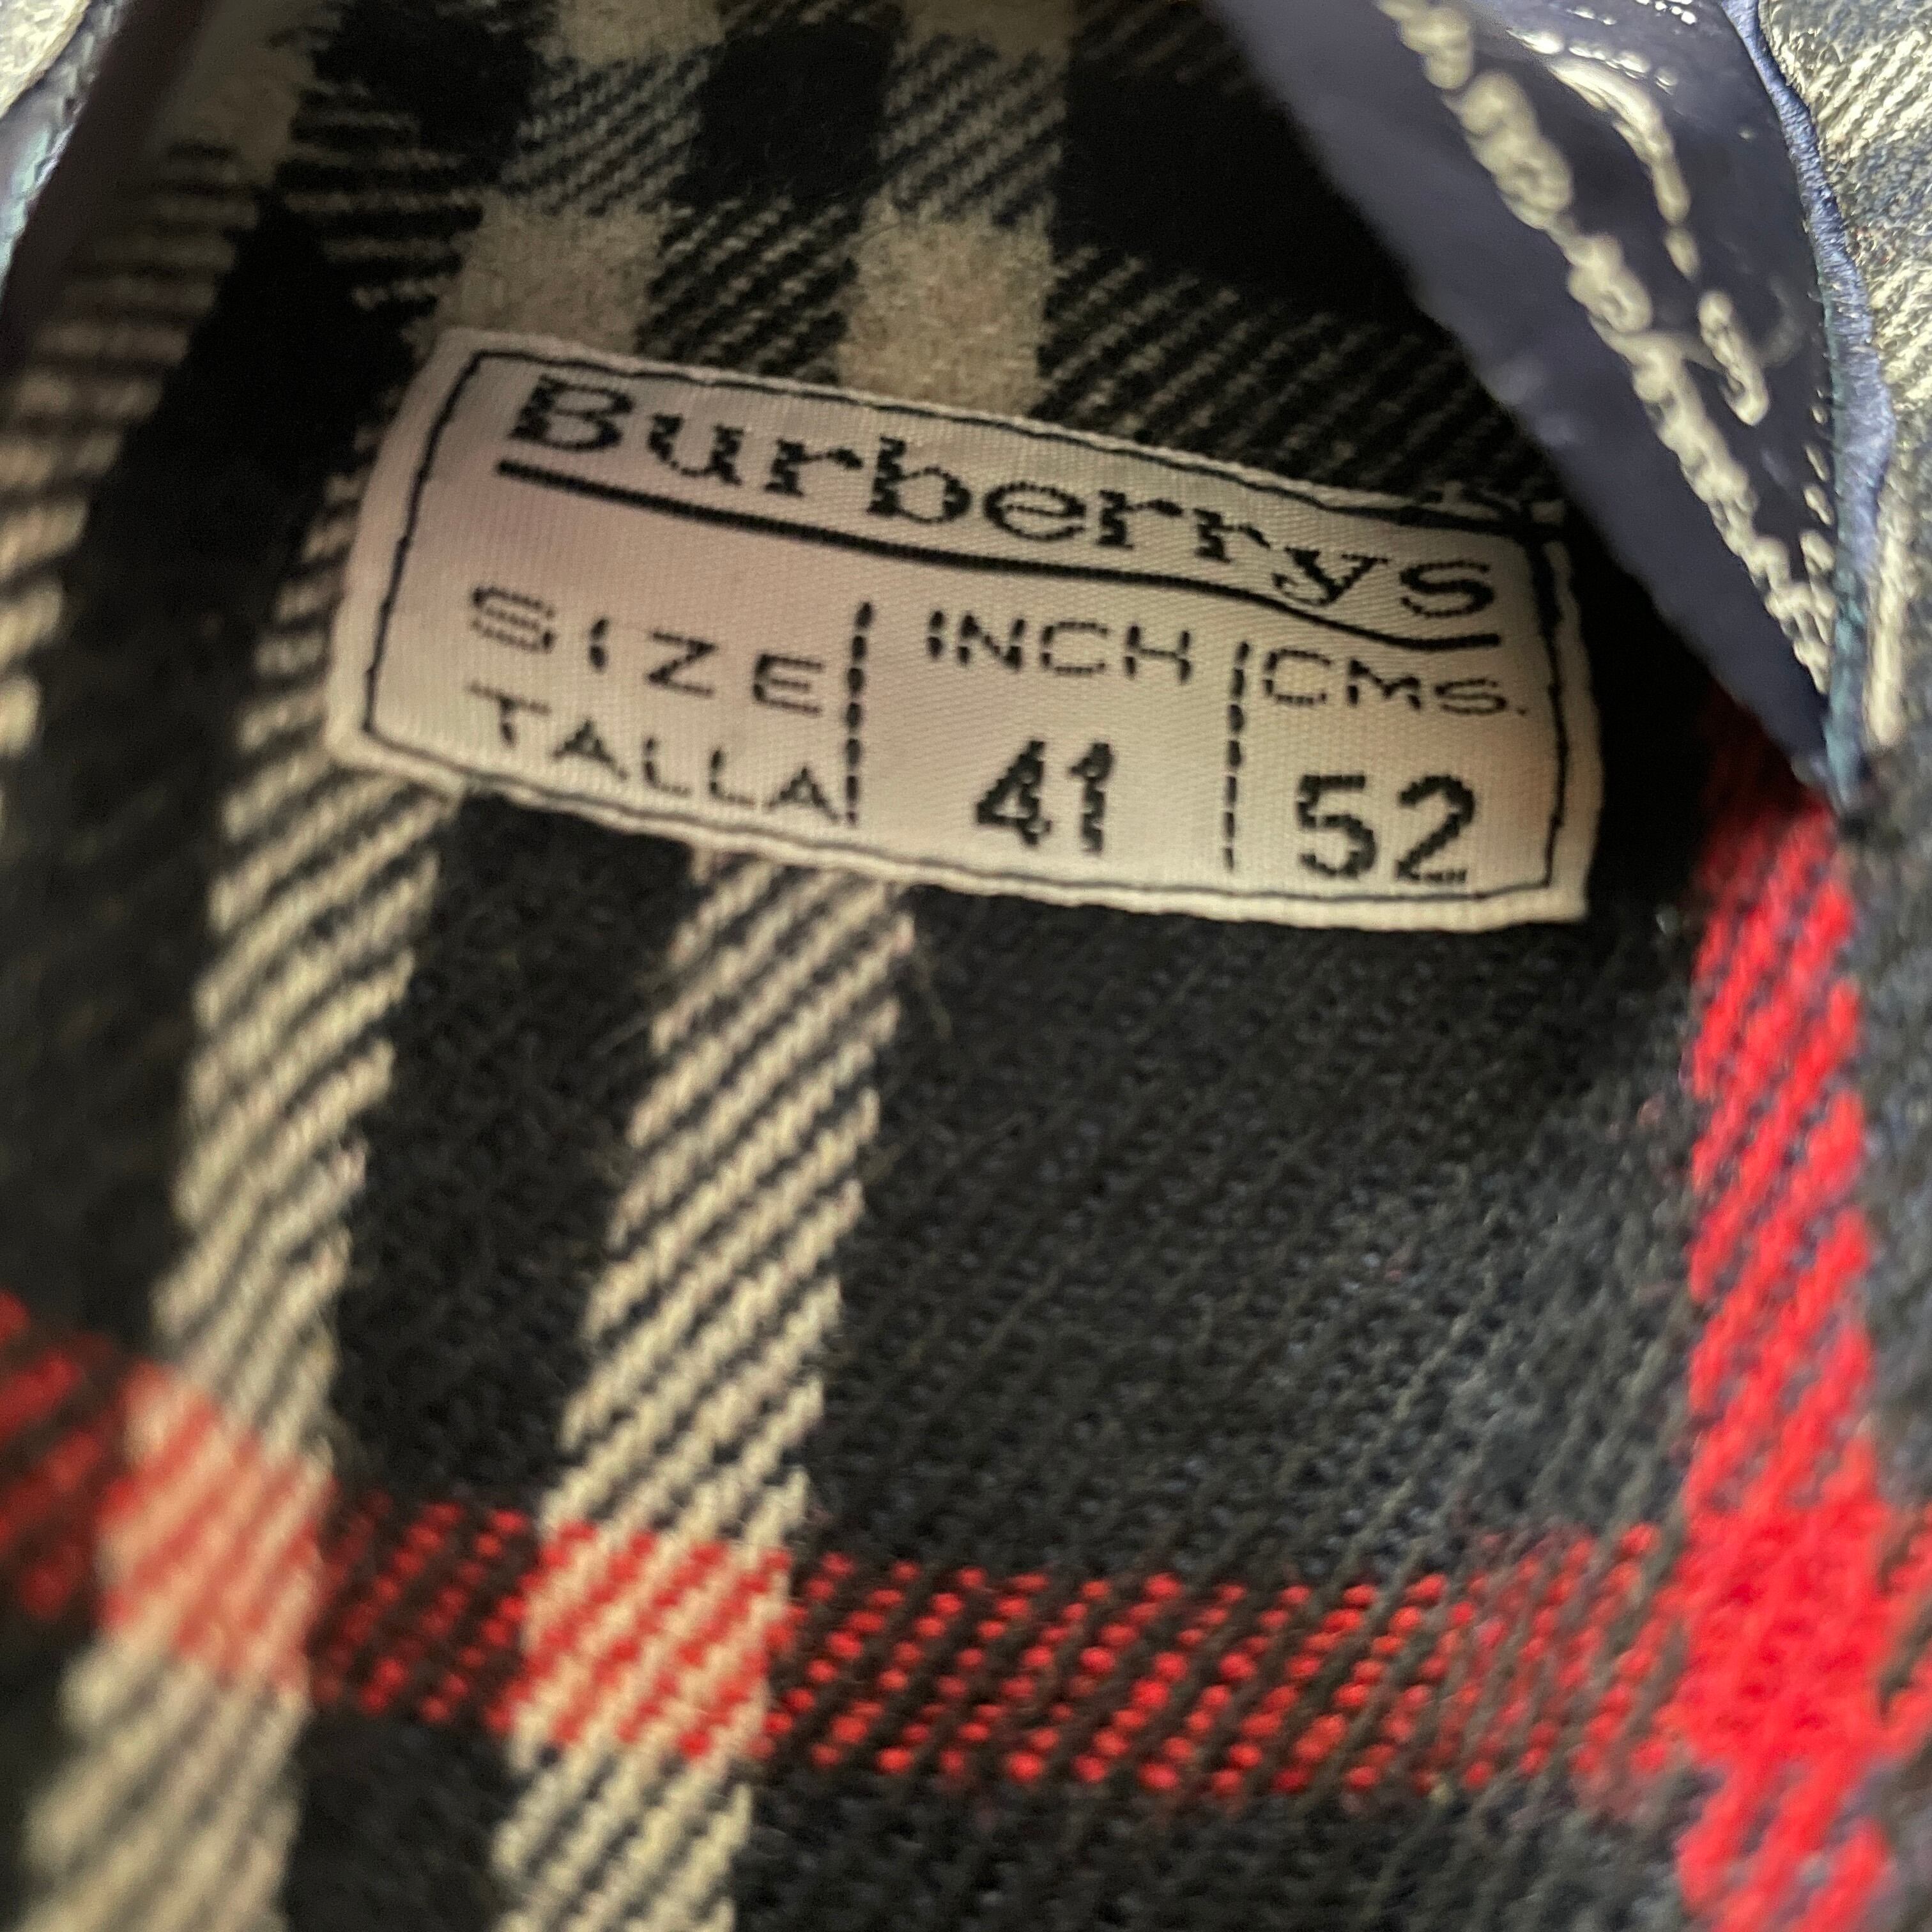 Burberrys
SIZE INCH CMS.
TALLA 41 52